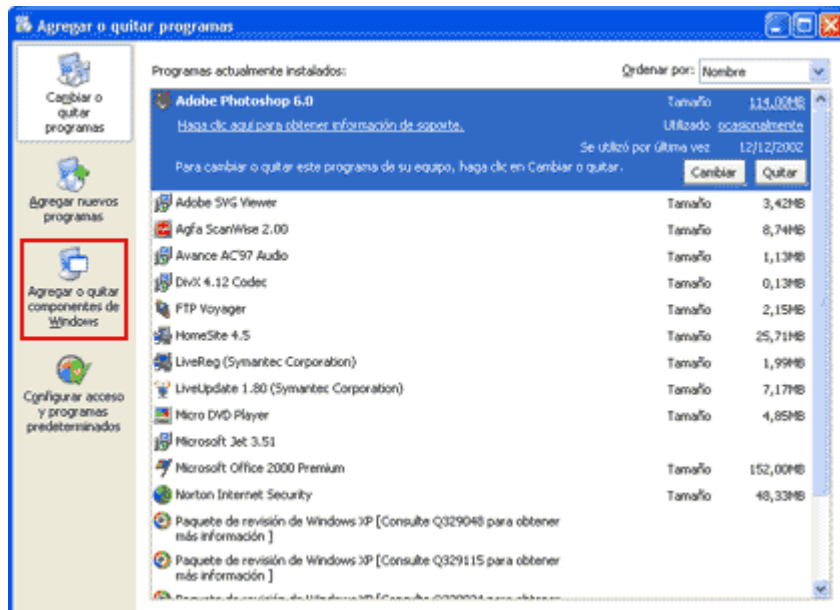 Agregar o quitar programas
Cambiar o
quitar
programas
Agregar nuevos
programas
Agregar o quitar
componentes de
Windows
Configurar acceso
y programas
predeterminados
Programas actualmente instalados:
Ordenar por: Nombre
Adobe Photoshop 6.0 Tamaño 114,00MB
Haga clic aquí para obtener información de soporte. Utilizado ocasionalmente
Se utilizó por última vez 12/12/2002
Para cambiar o quitar este programa de su equipo, haga clic en Cambiar o quitar. Cambiar Quitar
Adobe SVG Viewer Tamaño 3,42MB
Agfa ScanWise 2.00 Tamaño 8,74MB
Avance AC'97 Audio Tamaño 1,13MB
DivX 4.12 Codec Tamaño 0,13MB
FTP Voyager Tamaño 2,15MB
HomeSite 4.5 Tamaño 25,71MB
LiveReg (Symantec Corporation) Tamaño 1,99MB
LiveUpdate 1.80 (Symantec Corporation) Tamaño 7,17MB
Micro DVD Player Tamaño 4,85MB
Microsoft Jet 3.51
Microsoft Office 2000 Premium Tamaño 152,00MB
Norton Internet Security Tamaño 48,33MB
Paquete de revisión de Windows XP [Consulte Q329048 para obtener
más información ]
Paquete de revisión de Windows XP [Consulte Q329115 para obtener
más información ]